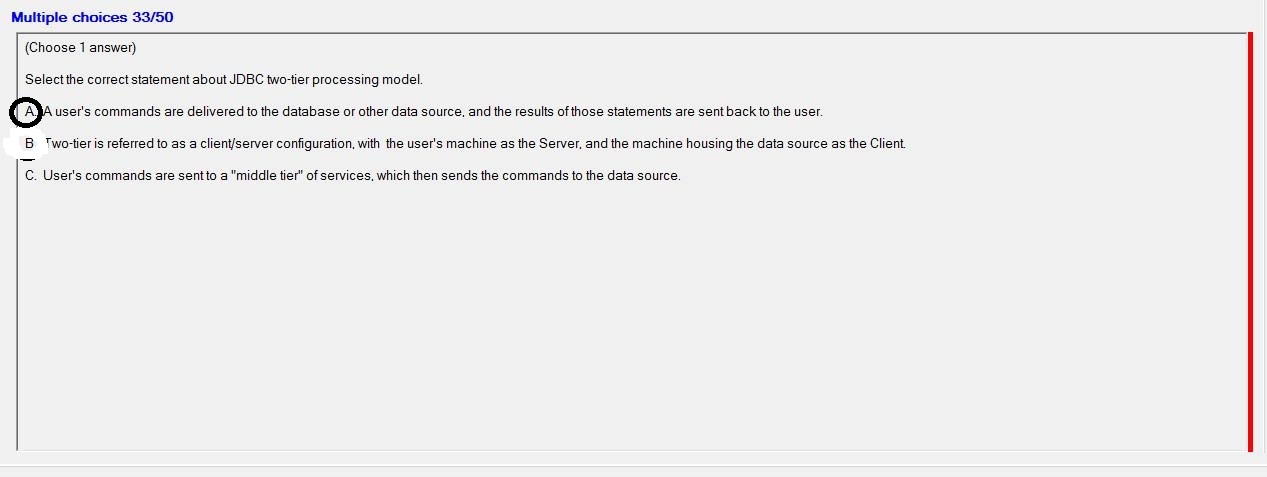 Multiple choices 33/50
(Choose 1 answer)
Select the correct statement about JDBC two-tier processing model.
A. A user's commands are delivered to the database or other data source, and the results of those statements are sent back to the user.
B Two-tier is referred to as a client/server configuration, with the user's machine as the Server, and the machine housing the data source as the Client.
C. User's commands are sent to a "middle tier" of services, which then sends the commands to the data source.